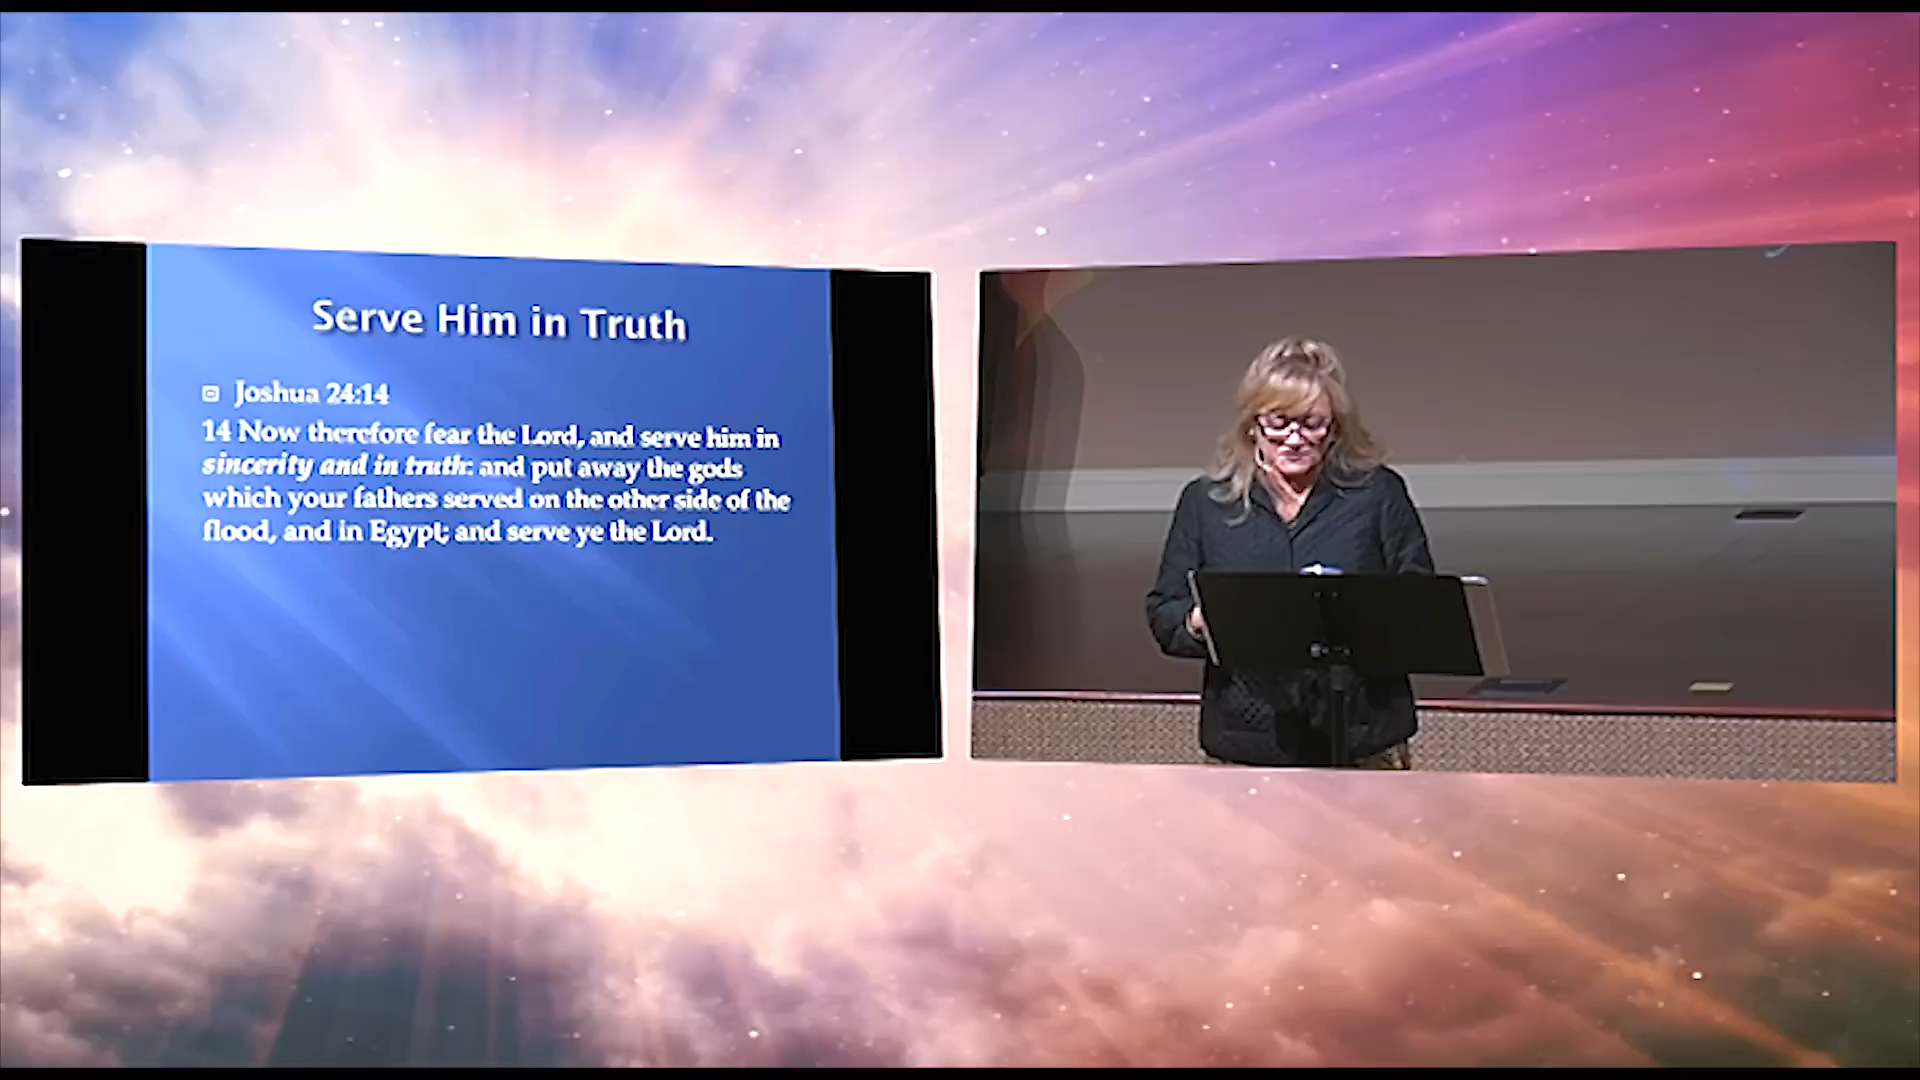 Serve Him in Truth
Joshua 24:14
14 Now therefore fear the Lord, and serve him in
sincerity and in truth: and put away the gods
which your fathers served on the other side of the
flood, and in Egypt; and serve ye the Lord.